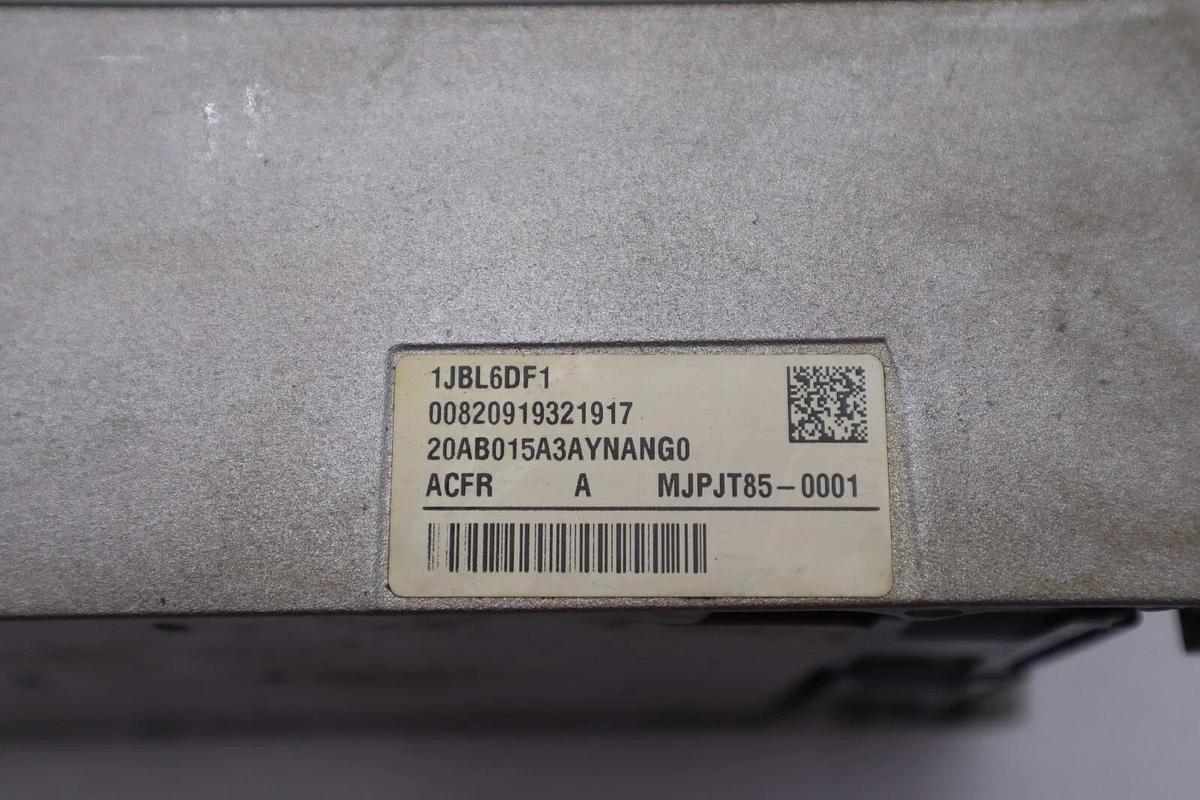 1JBL6DF1
00820919321917
20AB015A3AYNANG0
ACFR A MJPJT85-0001